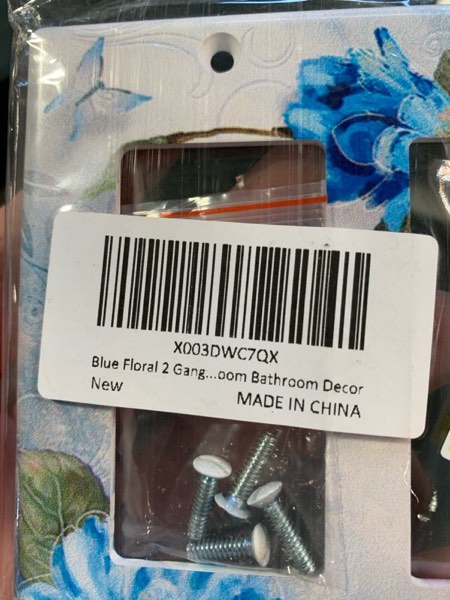 X003DWC7QX
Blue Floral 2 Gang...oom Bathroom Decor
New
MADE IN CHINA